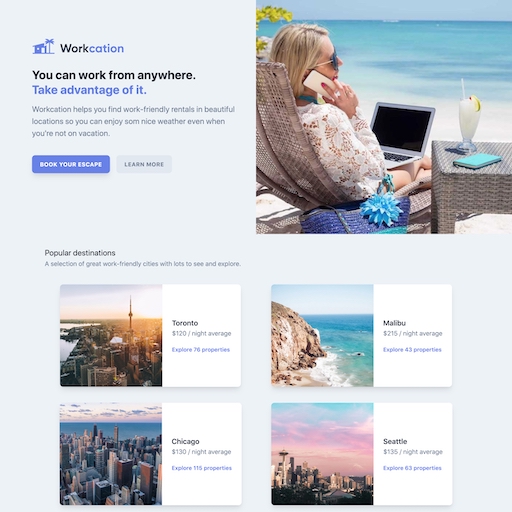 Workcation
You can work from anywhere.
Take advantage of it.
Workcation helps you find work-friendly rentals in beautiful
locations so you can enjoy som nice weather even when
you're not on vacation.
BOOK YOUR ESCAPE
LEARN MORE
Popular destinations
A selection of great work-friendly cities with lots to see and explore.
Toronto
$120 / night average
Explore 76 properties
Malibu
$215 / night average
Explore 43 properties
Chicago
$130 / night average
Explore 115 properties
Seattle
$135 / night average
Explore 63 properties